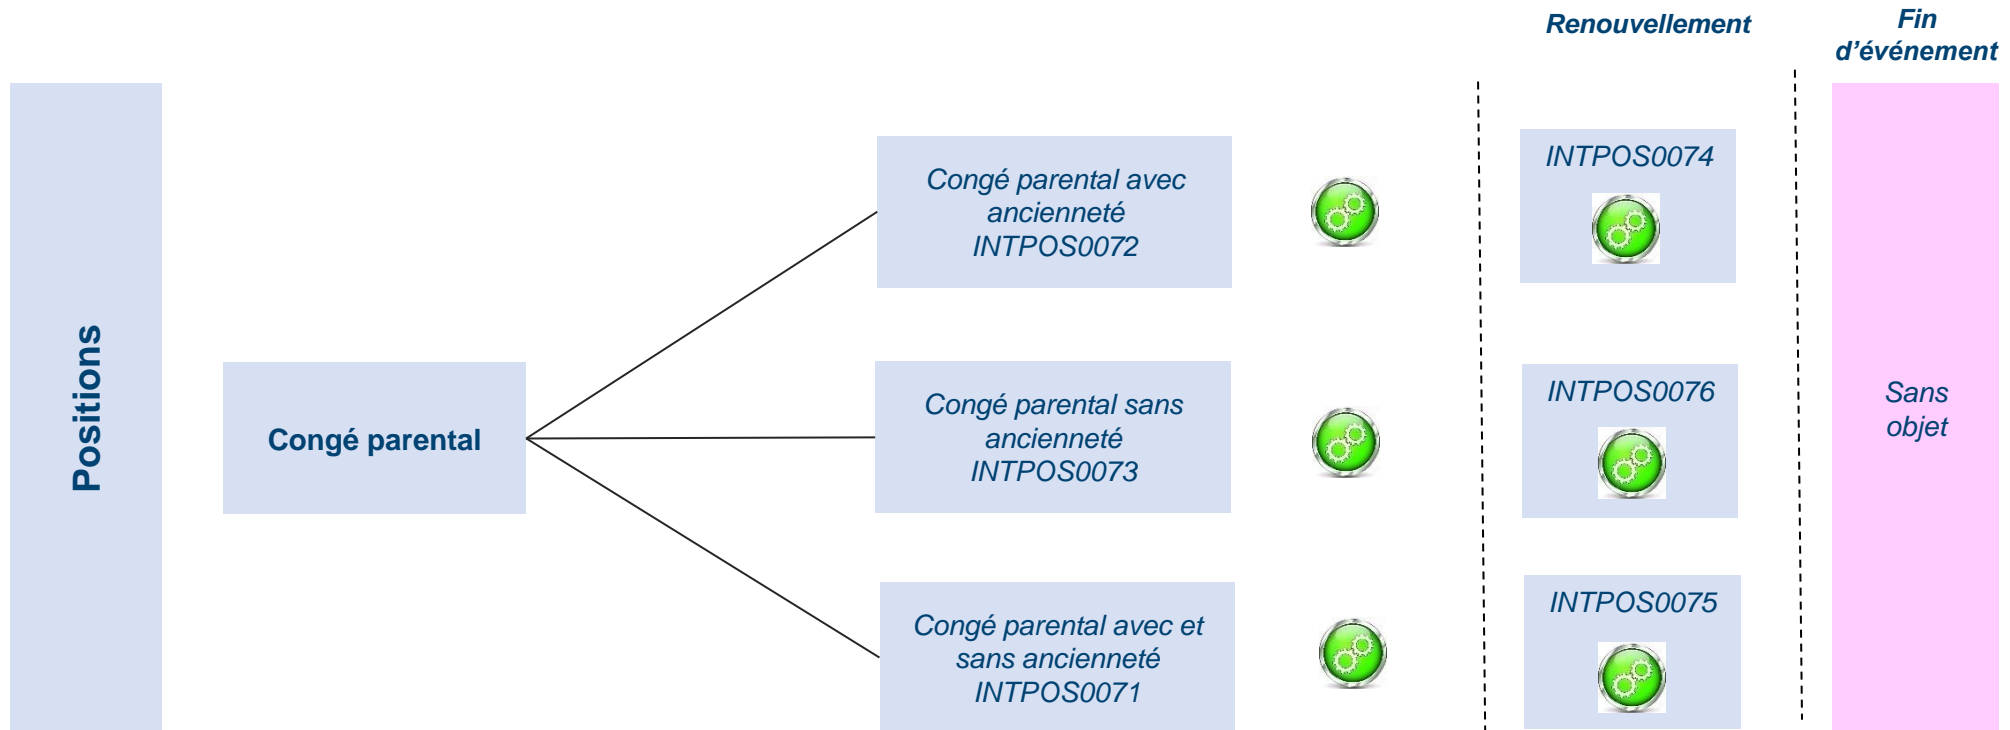 Renouvellement
Fin
d’événement
Positions
Congé parental
Congé parental avec
ancienneté
INTPOS0072
INTPOS0074
Congé parental sans
ancienneté
INTPOS0073
INTPOS0076
Sans
objet
Congé parental avec et
sans ancienneté
INTPOS0071
INTPOS0075